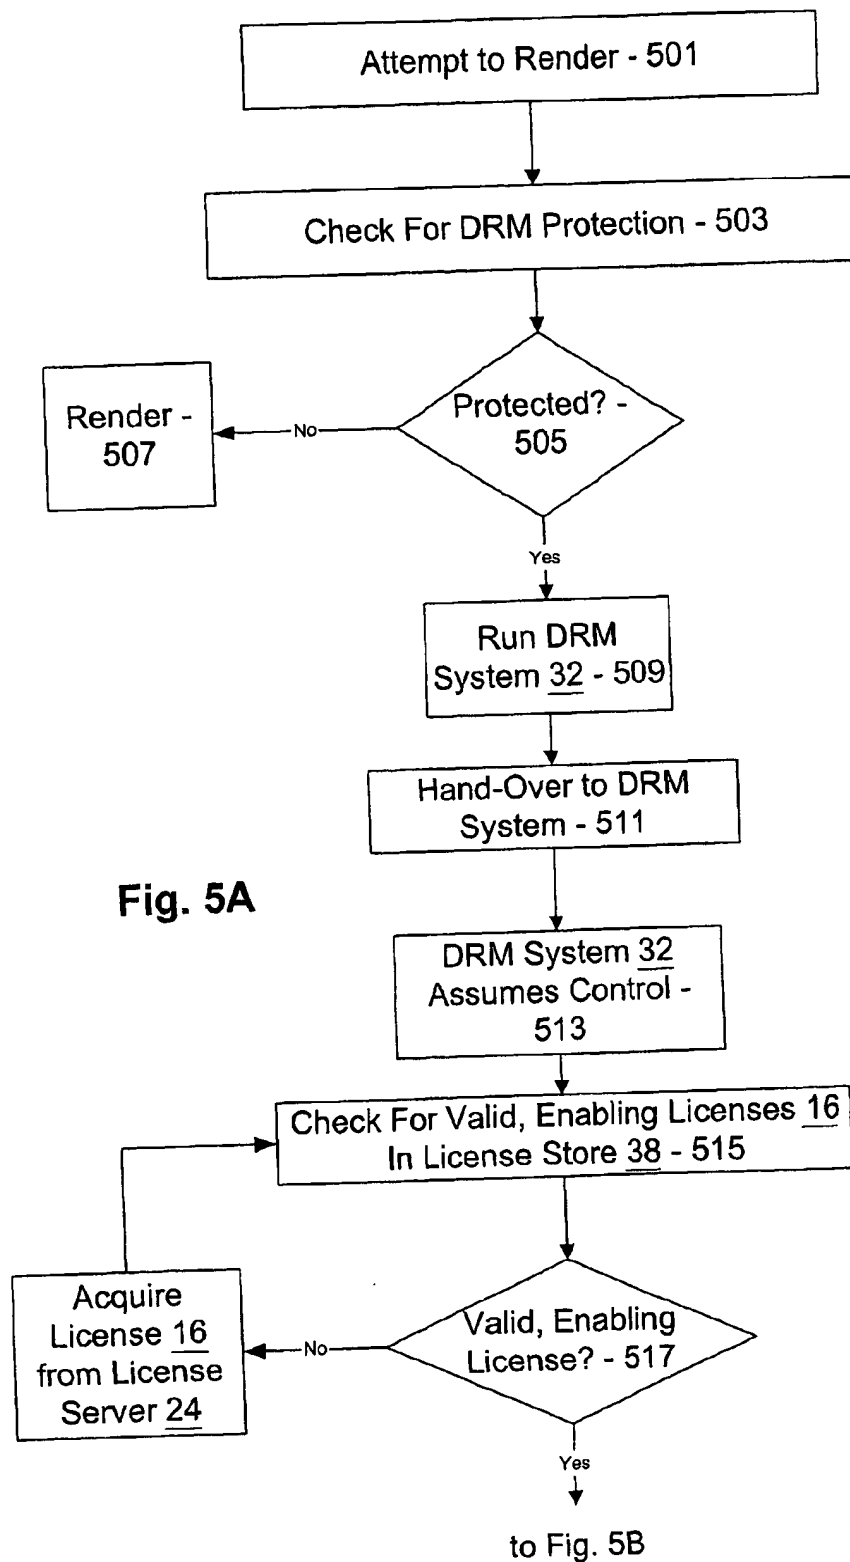 Attempt to Render - 501
Check For DRM Protection - 503
Protected? -
505
No
Render -
507
Yes
Run DRM
System 32 - 509
Hand-Over to DRM
System - 511
Fig. 5A
DRM System 32
Assumes Control -
513
Check For Valid, Enabling Licenses 16
In License Store 38 - 515
Valid, Enabling
License? - 517
No
Acquire
License 16
from License
Server 24
Yes
to Fig. 5B